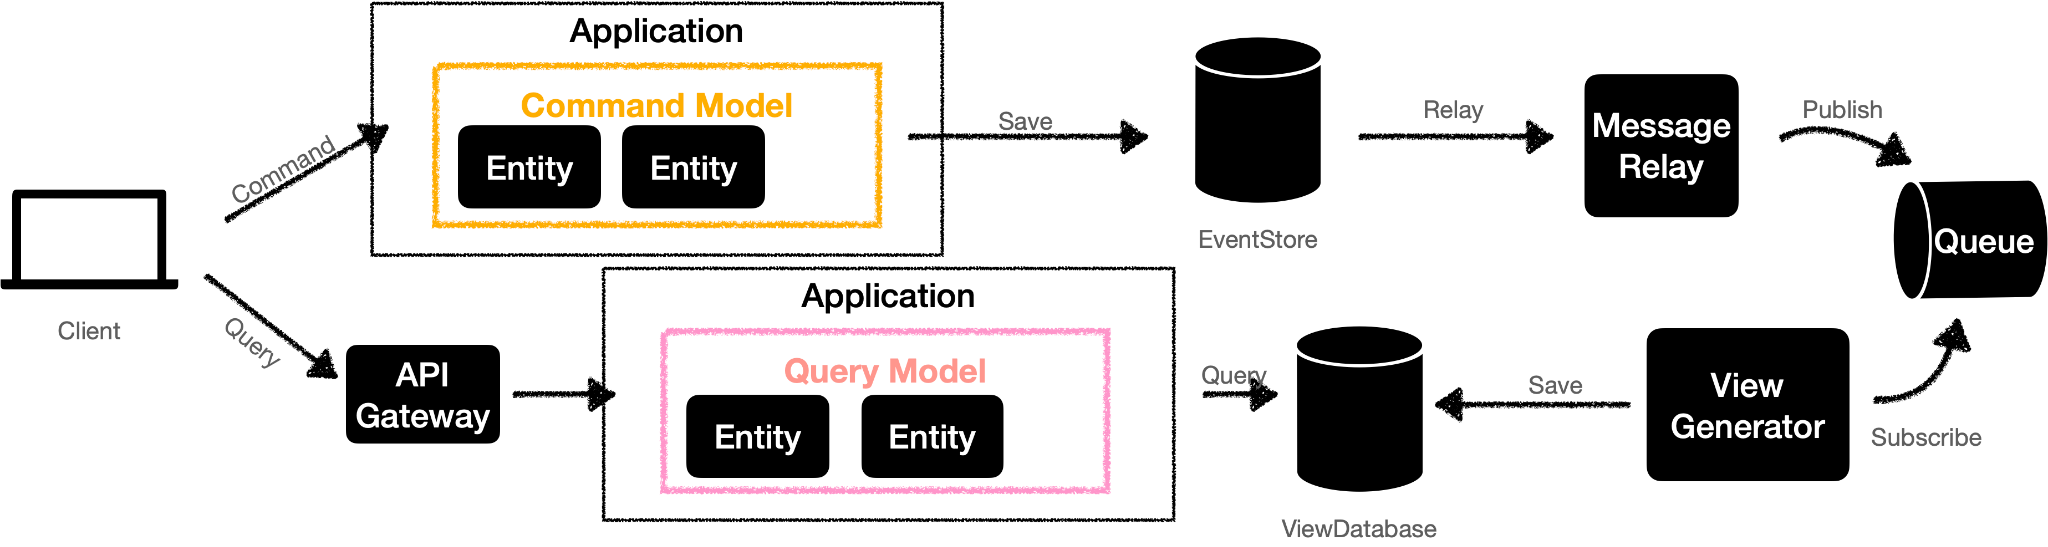 Application
Command Model
Entity
Entity
Command
Save
EventStore
Relay
Message
Relay
Publish
Queue
Client
Query
API
Gateway
Application
Query Model
Entity
Entity
Query
ViewDatabase
Save
View
Generator
Subscribe